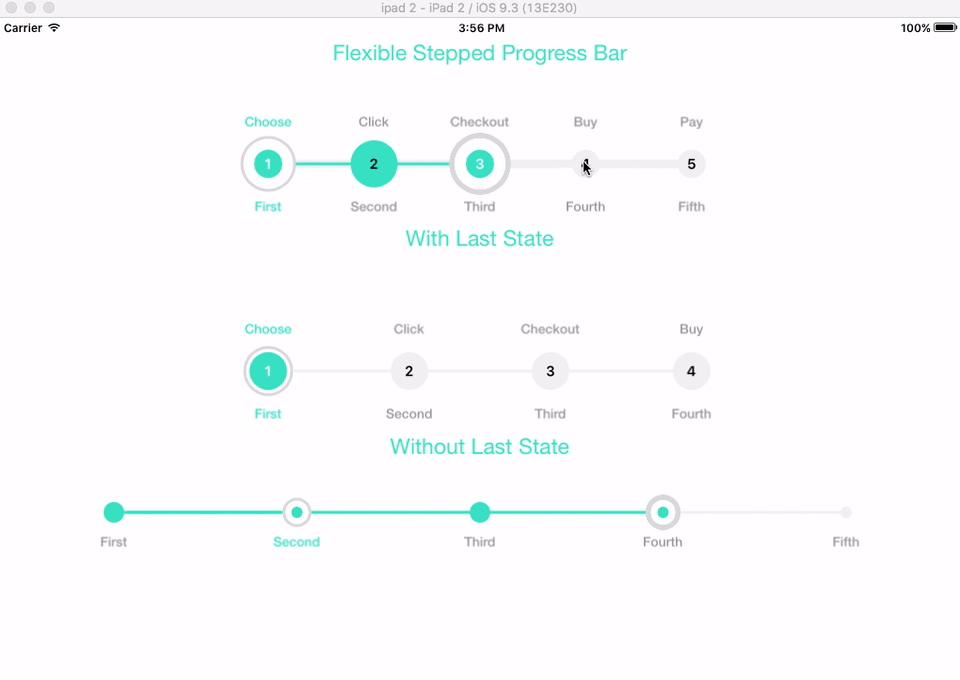 ipad 2 - iPad 2 / iOS 9.3 (13E230)
Carrier 3:56 PM 100%
Flexible Stepped Progress Bar
Choose Click Checkout Buy Pay
1 2 3 5
First Second Third Fourth Fifth
With Last State
Choose Click Checkout Buy
1 2 3 4
First Second Third Fourth
Without Last State
First Second Third Fourth Fifth